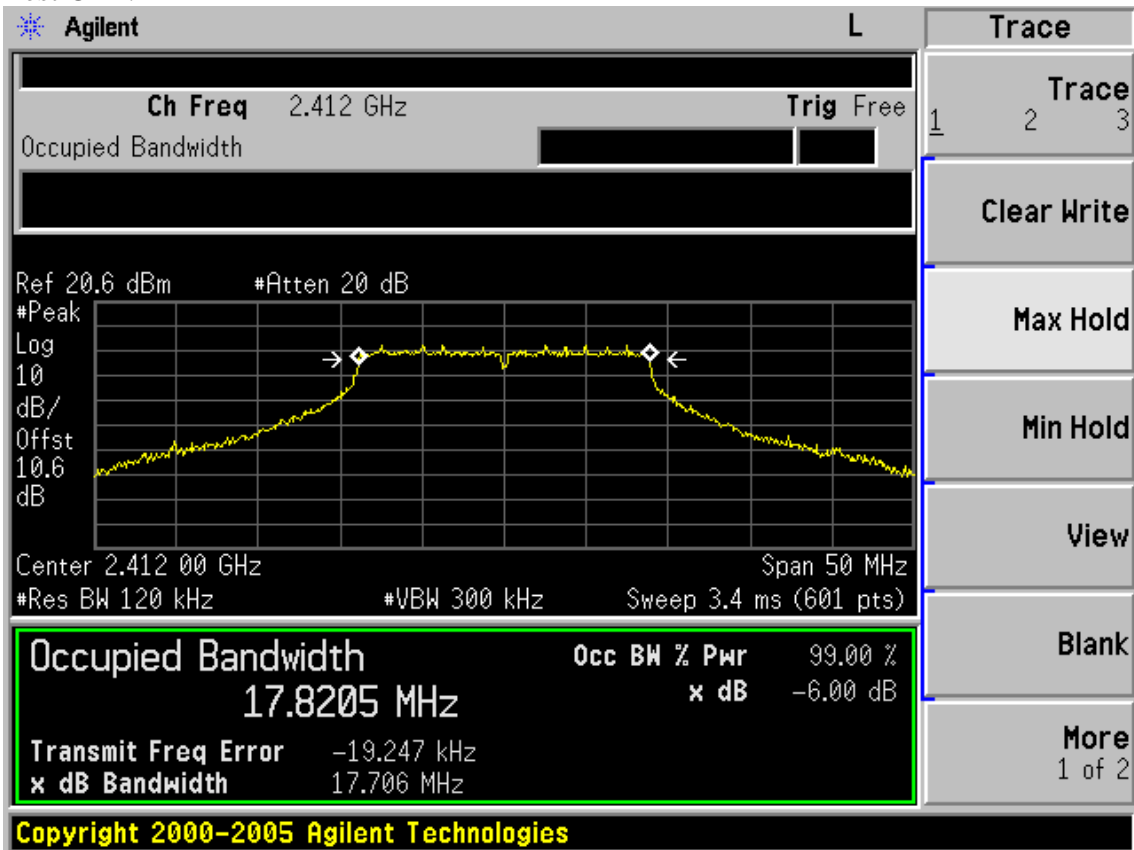 Agilent L Trace
Ch Freq 2.412 GHz Trig Free
Occupied Bandwidth
Trace
1 2 3
Clear Write
Max Hold
Min Hold
View
Blank
More
1 of 2
Ref 20.6 dBm #Atten 20 dB
#Peak
Log
10
dB/
Offst
10.6
dB
Center 2.412 00 GHz Span 50 MHz
#Res BW 120 kHz #VBW 300 kHz Sweep 3.4 ms (601 pts)
Occupied Bandwidth Occ BW % Pwr 99.00 %
17.8205 MHz x dB -6.00 dB
Transmit Freq Error -19.247 kHz
x dB Bandwidth 17.706 MHz
Copyright 2000-2005 Agilent Technologies